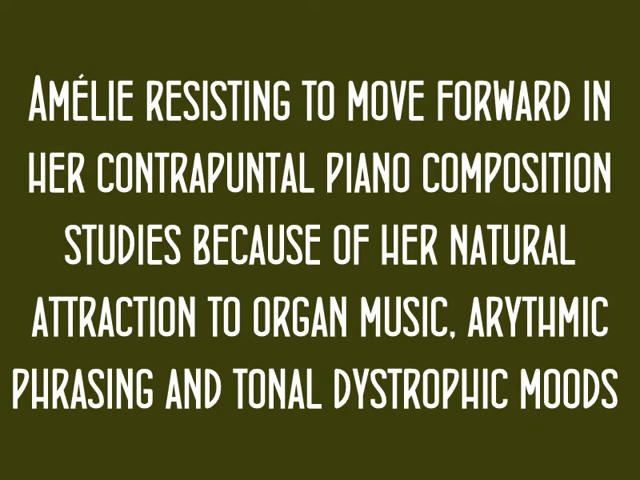 Amélie resisting to move forward in
her contrapuntal piano composition
studies because of her natural
attraction to organ music, arythmic
phrasing and tonal dystrophic moods